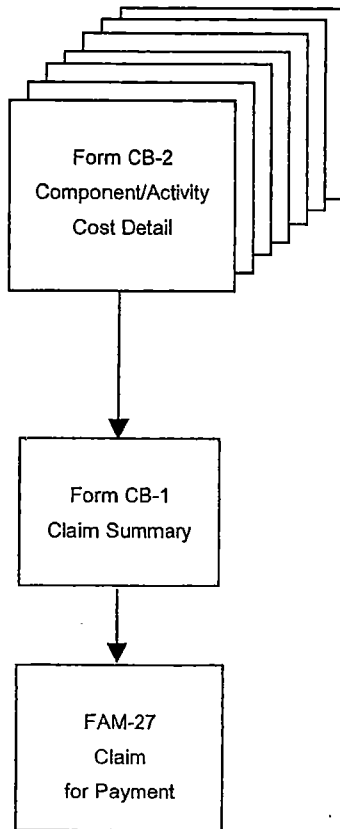 Form CB-2
Component/Activity
Cost Detail
Form CB-1
Claim Summary
FAM-27
Claim
for Payment